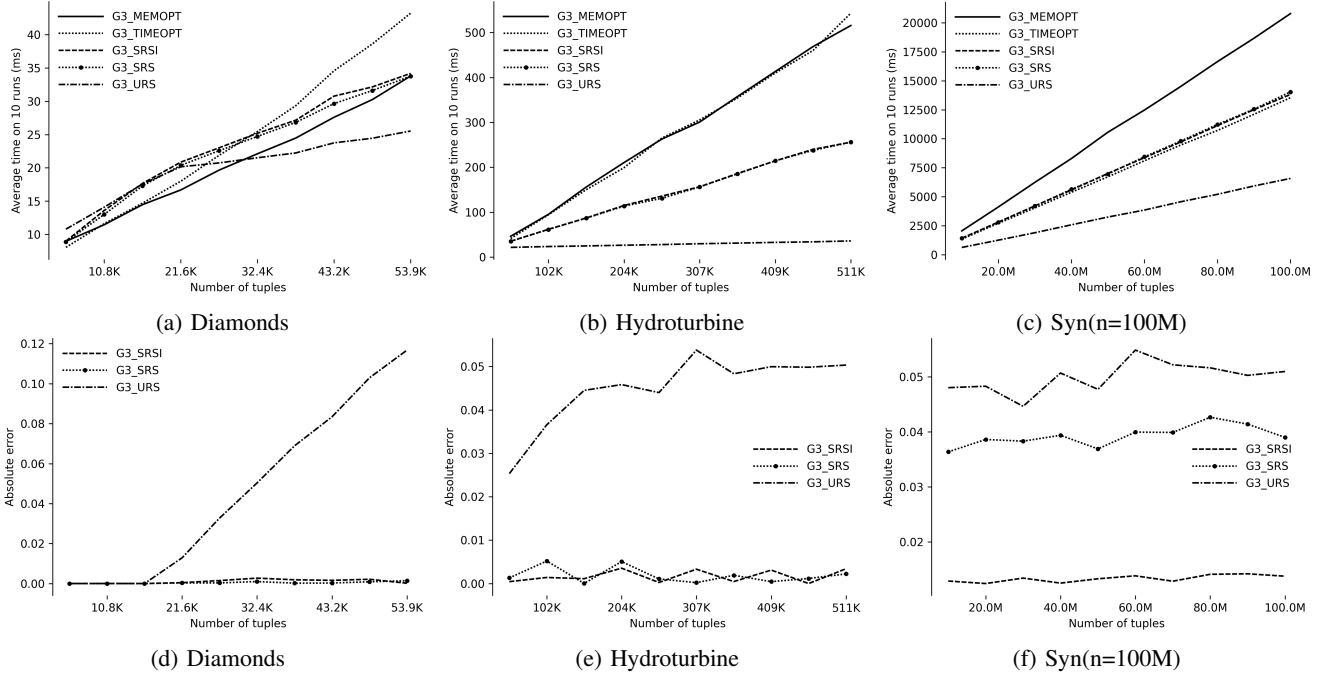 40
35
30
25
20
15
10
Average time on 10 runs (ms)
G3_MEMOPT
G3_TIMEOPT
G3_SRSI
G3_SRS
G3_URS
10.8K 21.6K 32.4K 43.2K 53.9K
Number of tuples
(a) Diamonds
500
400
300
200
100
0
Average time on 10 runs (ms)
G3_MEMOPT
G3_TIMEOPT
G3_SRSI
G3_SRS
G3_URS
102K 204K 307K 409K 511K
Number of tuples
(b) Hydroturbine
20000
17500
15000
12500
10000
7500
5000
2500
0
Average time on 10 runs (ms)
G3_MEMOPT
G3_TIMEOPT
G3_SRSI
G3_SRS
G3_URS
20.0M 40.0M 60.0M 80.0M 100.0M
Number of tuples
(c) Syn(n=100M)
0.12
0.10
0.08
0.06
0.04
0.02
0.00
Absolute error
G3_SRSI
G3_SRS
G3_URS
10.8K 21.6K 32.4K 43.2K 53.9K
Number of tuples
(d) Diamonds
0.05
0.04
0.03
0.02
0.01
0.00
Absolute error
G3_SRSI
G3_SRS
G3_URS
102K 204K 307K 409K 511K
Number of tuples
(e) Hydroturbine
0.05
0.04
0.03
0.02
Absolute error
G3_SRSI
G3_SRS
G3_URS
20.0M 40.0M 60.0M 80.0M 100.0M
Number of tuples
(f) Syn(n=100M)